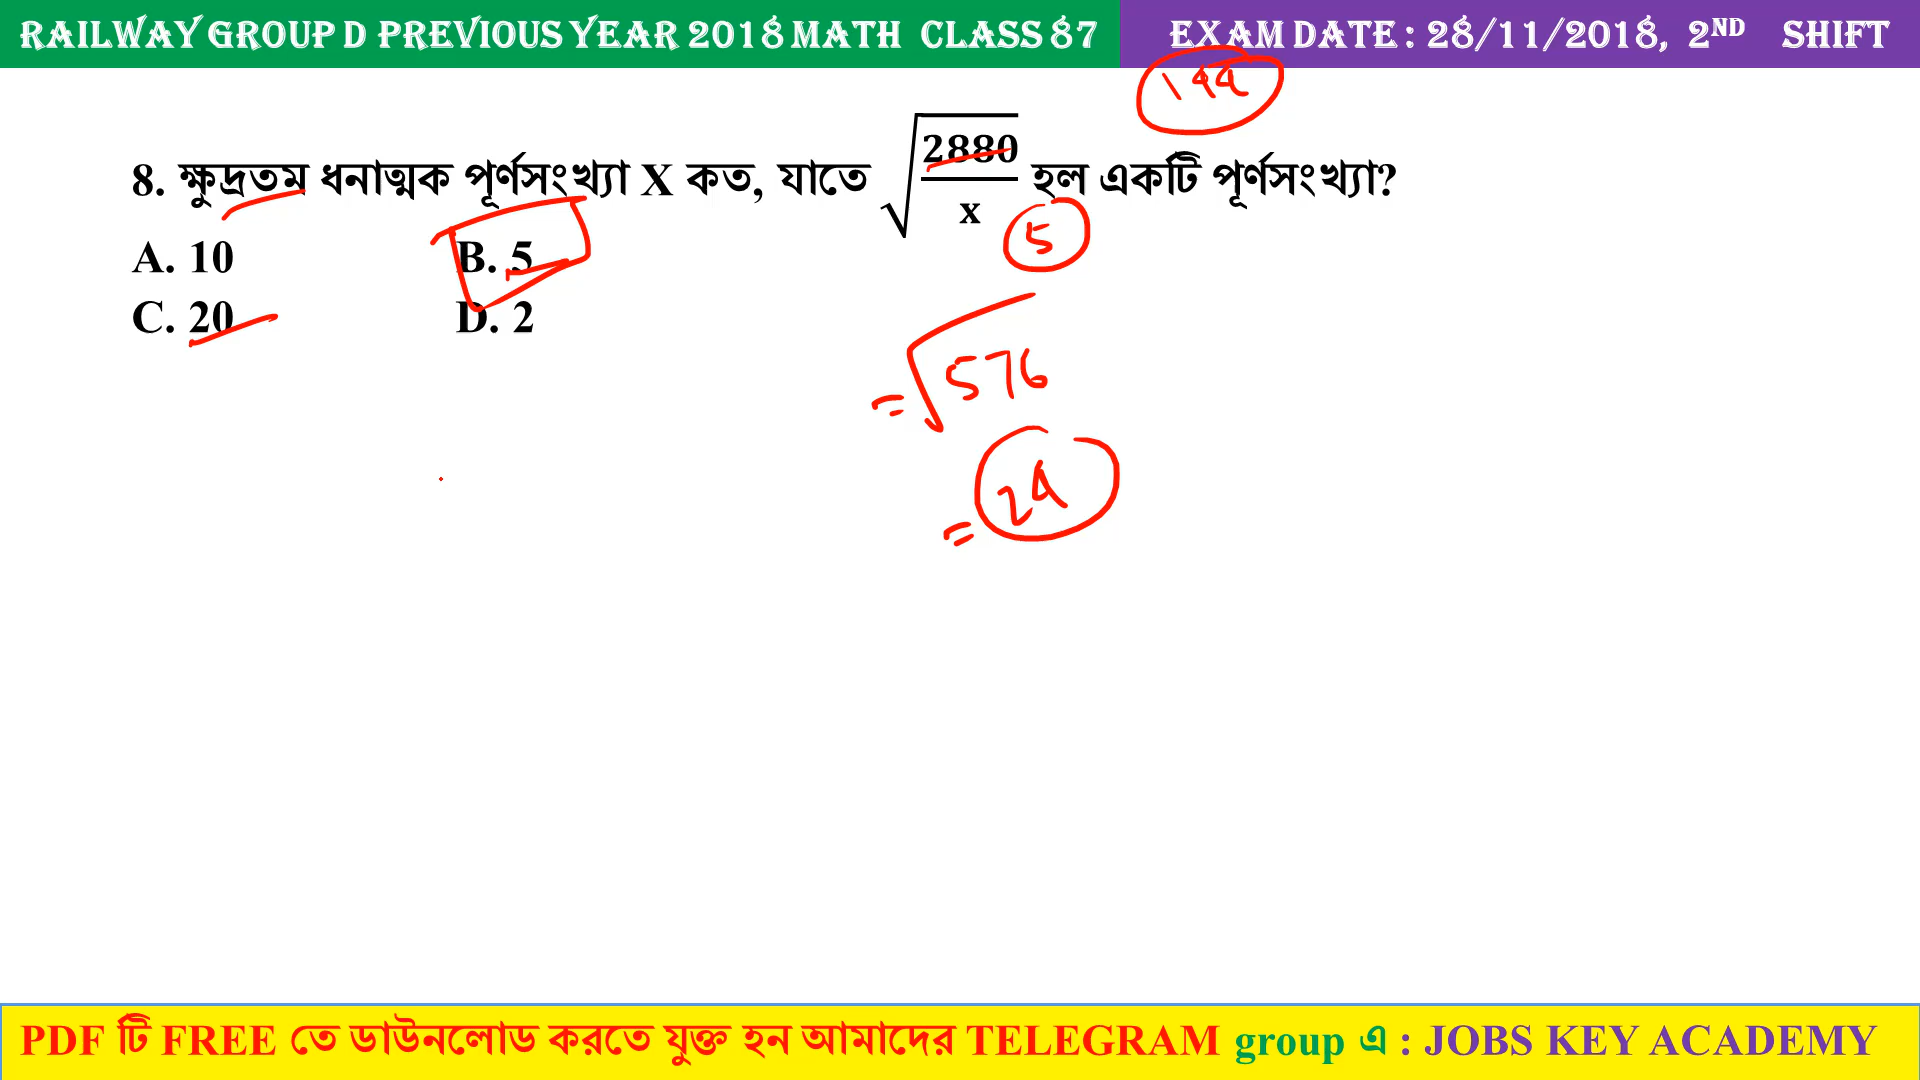 RAILWAY GROUP D PREVIOUS YEAR 2018 MATH CLASS 87 EXAM DATE : 28/11/2018, 2ND SHIFT
8. ক্ষুদ্রতম ধনাত্মক পূর্ণসংখ্যা X কত, যাতে √(2880/x) হল একটি পূর্ণসংখ্যা?
5
A. 10 B. 5
C. 20 D. 2
= √576
= 24
PDF টি FREE তে ডাউনলোড করতে যুক্ত হন আমাদের TELEGRAM group এ : JOBS KEY ACADEMY